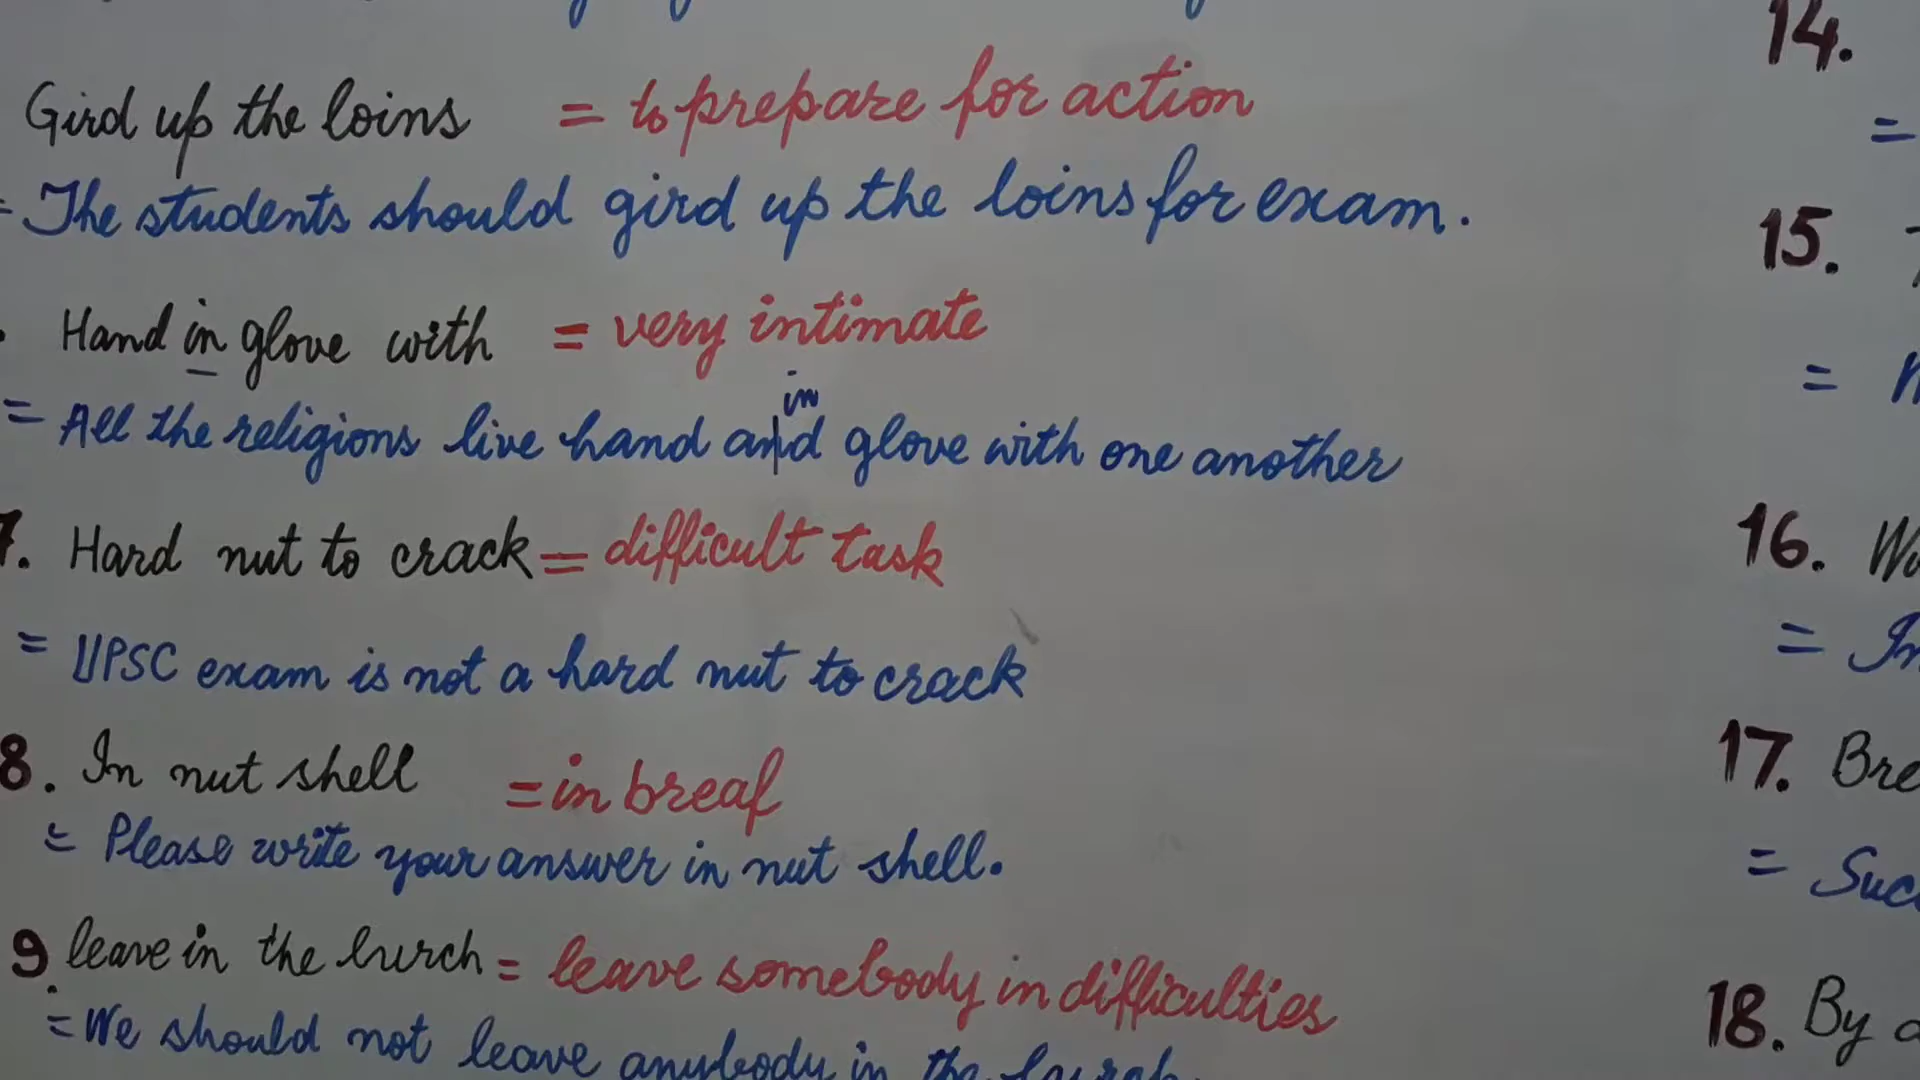 Gird up the loins = to prepare for action
= The students should gird up the loins for exam.
Hand in glove with = very intimate
in
= All the religions live hand and glove with one another
7. Hard nut to crack = difficult task
= UPSC exam is not a hard nut to crack
8. In nut shell = in breaf
= Please write your answer in nut shell.
9. leave in the lurch = leave somebody in difficulties
= We should not leave anybody in the lurch.
14.
=
15.
=
16.
= In
17. Bre
= Succ
18. By a